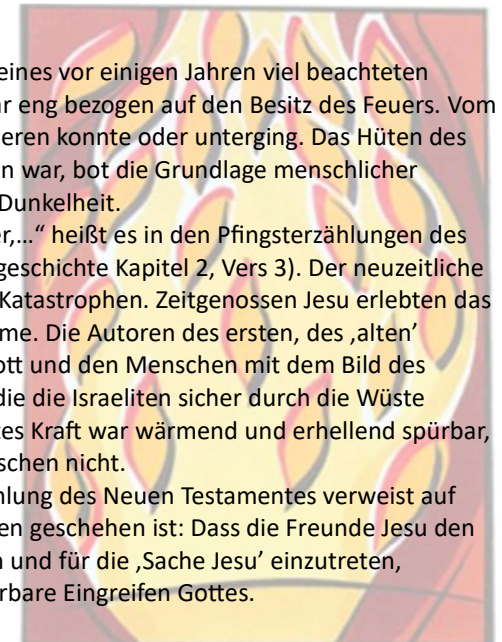 eines vor einigen Jahren viel beachteten
r eng bezogen auf den Besitz des Feuers. Vom
eren konnte oder unterging. Das Hüten des
n war, bot die Grundlage menschlicher
Dunkelheit.
er,...“ heißt es in den Pfingsterzählungen des
geschichte Kapitel 2, Vers 3). Der neuzeitliche
Katastrophen. Zeitgenossen Jesu erlebten das
me. Die Autoren des ersten, des ‚alten’
ott und den Menschen mit dem Bild des
die die Israeliten sicher durch die Wüste
tes Kraft war wärmend und erhellend spürbar,
schen nicht.
hlung des Neuen Testamentes verweist auf
en geschehen ist: Dass die Freunde Jesu den
n und für die ‚Sache Jesu’ einzutreten,
rbare Eingreifen Gottes.